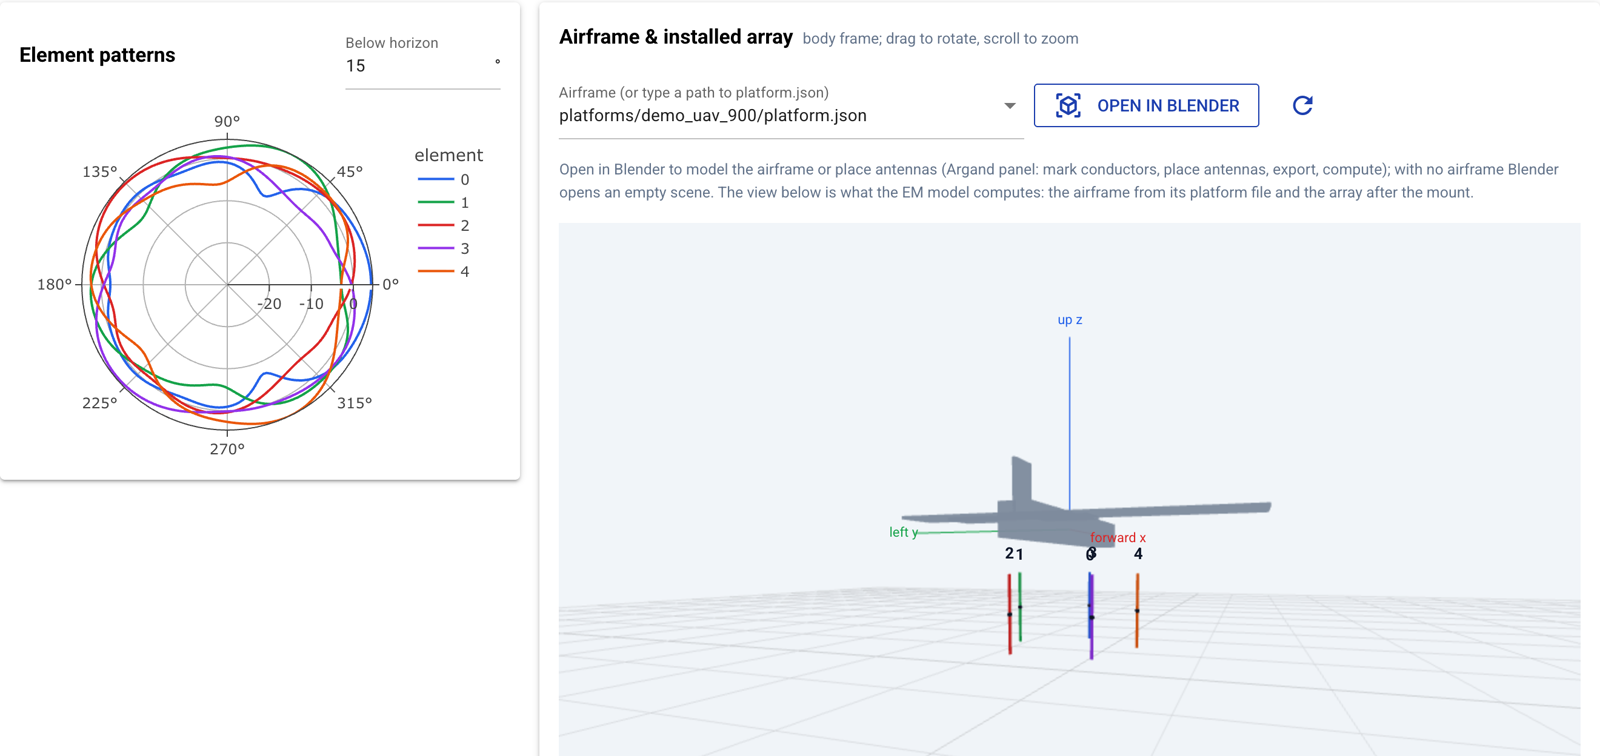 Element patterns
Below horizon
15 °
90°
135°
45°
180°
0°
-20 -10 0
225°
315°
270°
element
0
1
2
3
4
Airframe & installed array body frame; drag to rotate, scroll to zoom
Airframe (or type a path to platform.json)
platforms/demo_uav_900/platform.json
OPEN IN BLENDER
Open in Blender to model the airframe or place antennas (Argand panel: mark conductors, place antennas, export, compute); with no airframe Blender
opens an empty scene. The view below is what the EM model computes: the airframe from its platform file and the array after the mount.
up z
left y
forward x
2 1 0 3 4